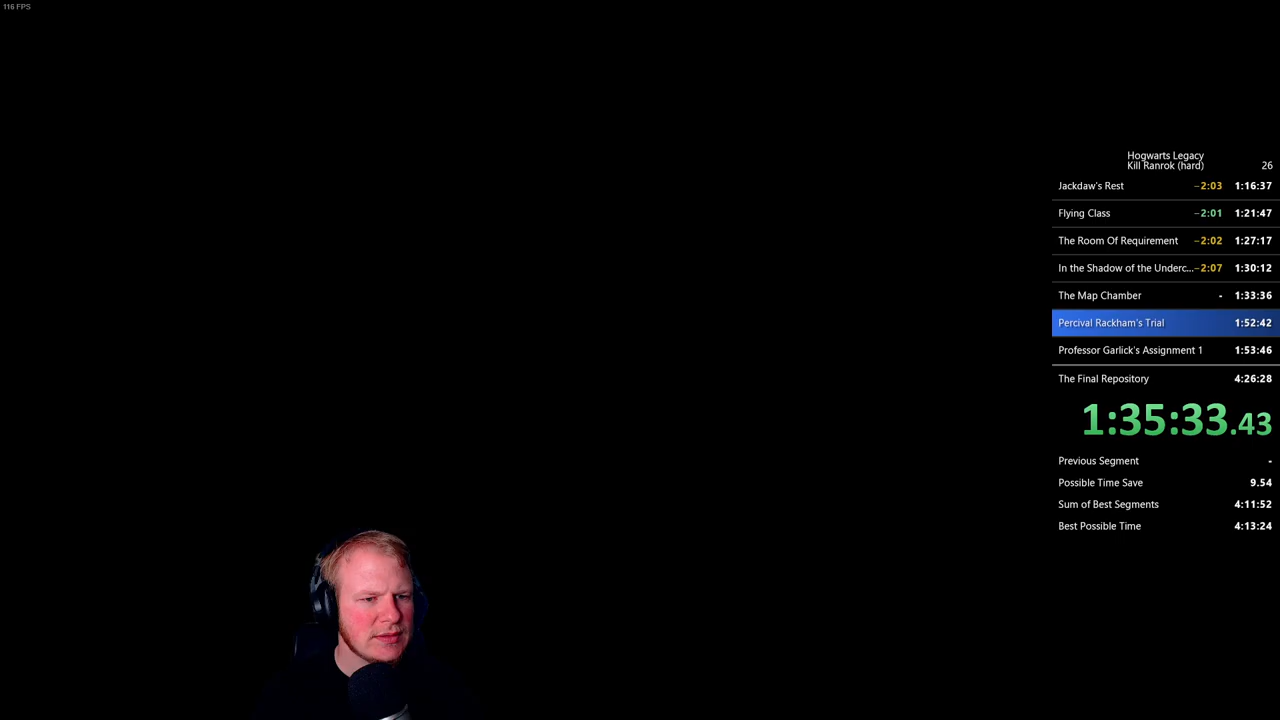 116 FPS
Hogwarts Legacy
Kill Ranrok (hard) 26
Jackdaw's Rest −2:03 1:16:37
Flying Class −2:01 1:21:47
The Room Of Requirement −2:02 1:27:17
In the Shadow of the Underc... −2:07 1:30:12
The Map Chamber - 1:33:36
Percival Rackham's Trial 1:52:42
Professor Garlick's Assignment 1 1:53:46
The Final Repository 4:26:28
1:35:33.43
Previous Segment -
Possible Time Save 9.54
Sum of Best Segments 4:11:52
Best Possible Time 4:13:24